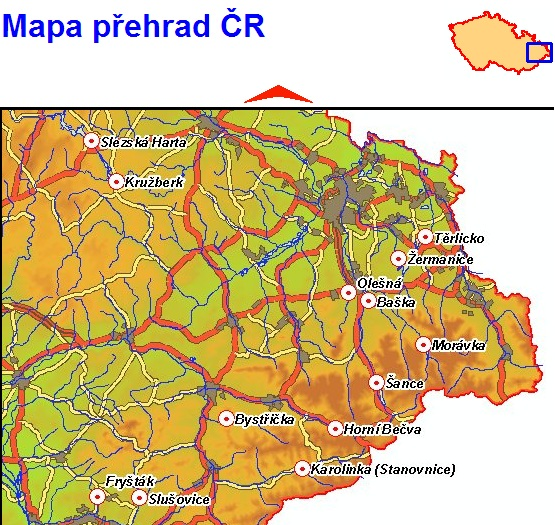 Mapa přehrad ČR
Slezská Harta
Kružberk
Těrlicko
Žermanice
Olešná
Baška
Morávka
Šance
Bystřička
Horní Bečva
Karolinka (Stanovnice)
Fryšták
Slušovice